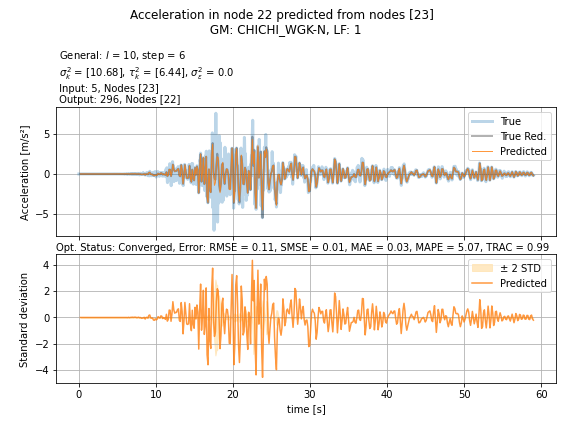 Acceleration in node 22 predicted from nodes [23]
GM: CHICHI_WGK-N, LF: 1
General: l = 10, step = 6
σ²ₖ = [10.68], τ²ₖ = [6.44], σ²ε = 0.0
Input: 5, Nodes [23]
Output: 296, Nodes [22]
Acceleration [m/s²]
5
0
−5
True
True Red.
Predicted
Opt. Status: Converged, Error: RMSE = 0.11, SMSE = 0.01, MAE = 0.03, MAPE = 5.07, TRAC = 0.99
Standard deviation
4
2
0
−2
−4
± 2 STD
Predicted
0 10 20 30 40 50 60
time [s]